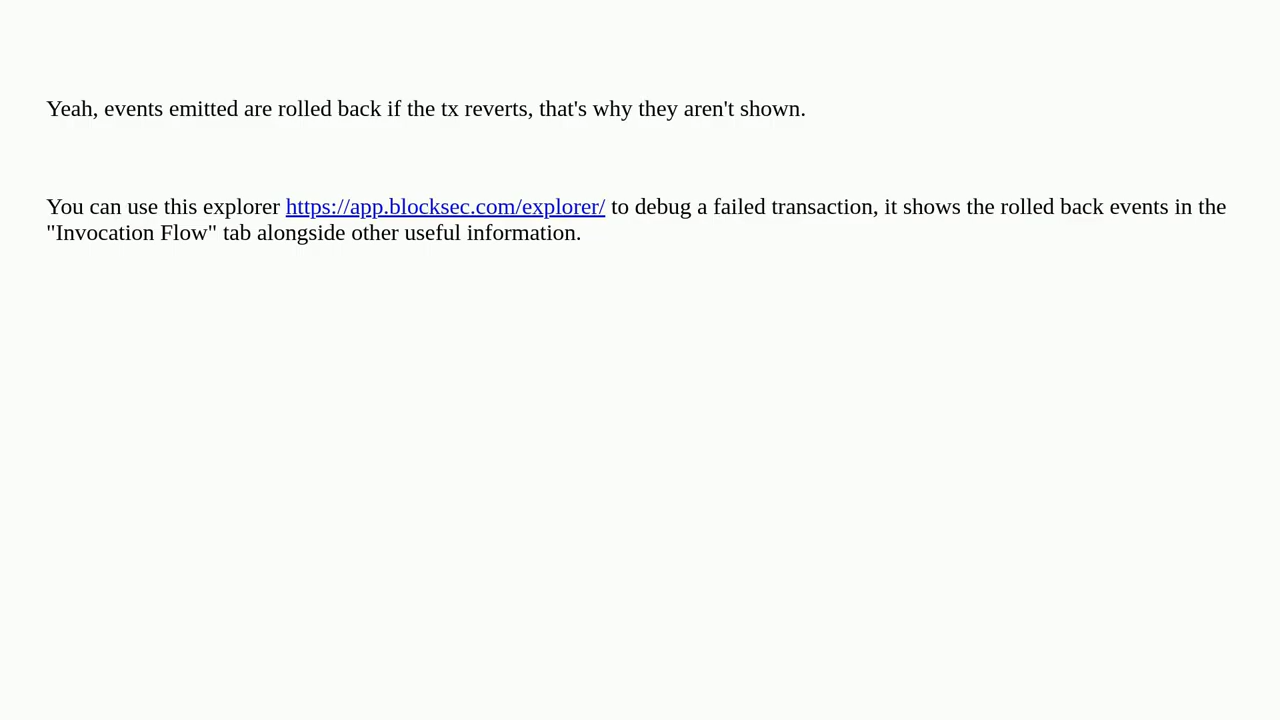 Yeah, events emitted are rolled back if the tx reverts, that's why they aren't shown.
You can use this explorer https://app.blocksec.com/explorer/ to debug a failed transaction, it shows the rolled back events in the
"Invocation Flow" tab alongside other useful information.